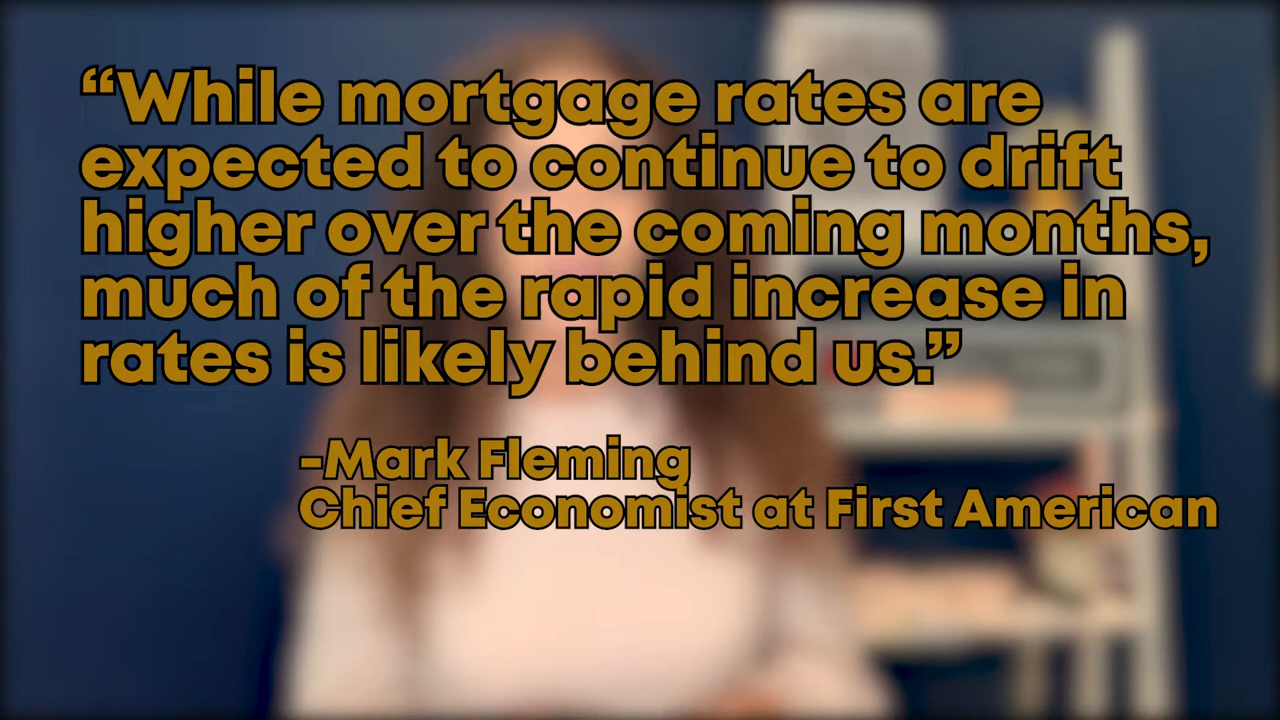 “While mortgage rates are
expected to continue to drift
higher over the coming months,
much of the rapid increase in
rates is likely behind us.”
-Mark Fleming
Chief Economist at First American